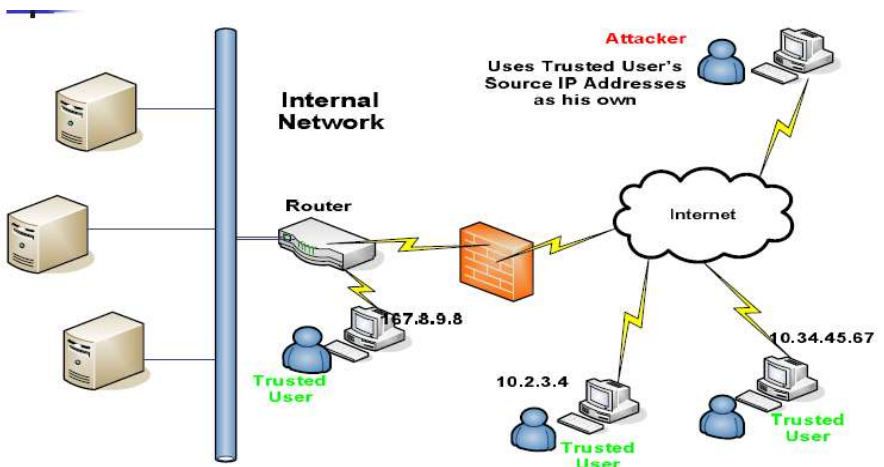 Attacker
Uses Trusted User's
Source IP Addresses
as his own
Internal
Network
Router
Internet
167.8.9.8
Trusted
User
10.2.3.4
Trusted
User
10.34.45.67
Trusted
User